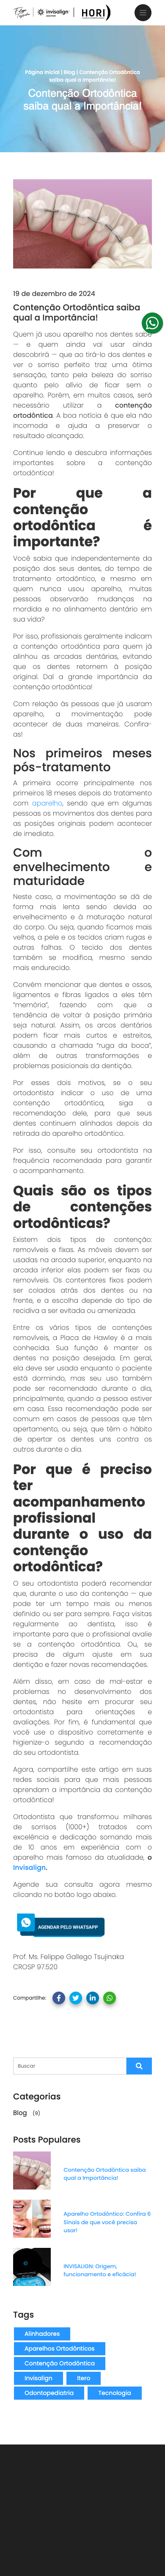 invisalign
HORI
Página inicial | Blog | Contenção Ortodôntica
saiba qual a Importância!
Contenção Ortodôntica
saiba qual a Importância!
19 de dezembro de 2024
Contenção Ortodôntica saiba
qual a Importância!
Quem já usou aparelho nos dentes sabe
— e quem ainda vai usar ainda
descobrirá — que ao tirá-lo dos dentes e
ver o sorriso perfeito traz uma ótima
sensação, tanto pela beleza do sorriso
quanto pelo alívio de ficar sem o
aparelho. Porém, em muitos casos, será
necessário utilizar a contenção
ortodôntica. A boa notícia é que ela não
incomoda e ajuda a preservar o
resultado alcançado.
Continue lendo e descubra informações
importantes sobre a contenção
ortodôntica!
Por que a
contenção
ortodôntica é
importante?
Você sabia que independentemente da
posição dos seus dentes, do tempo de
tratamento ortodôntico, e mesmo em
quem nunca usou aparelho, muitas
pessoas observarão mudanças na
mordida e no alinhamento dentário em
sua vida?
Por isso, profissionais geralmente indicam
a contenção ortodôntica para quem já
alinhou as arcadas dentárias, evitando
que os dentes retornem à posição
original. Daí a grande importância da
contenção ortodôntica!
Com relação às pessoas que já usaram
aparelho, a movimentação pode
acontecer de duas maneiras. Confira-
as!
Nos primeiros meses
pós-tratamento
A primeira ocorre principalmente nos
primeiros 18 meses depois do tratamento
com aparelho, sendo que em algumas
pessoas os movimentos dos dentes para
as posições originais podem acontecer
de imediato.
Com o
envelhecimento e
maturidade
Neste caso, a movimentação se dá de
forma mais lenta sendo devida ao
envelhecimento e à maturação natural
do corpo. Ou seja, quando ficamos mais
velhos, a pele e os tecidos criam rugas e
outras falhas. O tecido dos dentes
também se modifica, mesmo sendo
mais endurecido.
Convém mencionar que dentes e ossos,
ligamentos e fibras ligados a eles têm
"memória", fazendo com que a
tendência de voltar à posição primária
seja natural. Assim, os arcos dentários
podem ficar mais curtos e estreitos,
causando a chamada "ruga da boca",
além de outras transformações e
problemas posicionais da dentição.
Por esses dois motivos, se o seu
ortodontista indicar o uso de uma
contenção ortodôntica, siga a
recomendação dele, para que seus
dentes continuem alinhados depois da
retirada do aparelho ortodôntico.
Por isso, consulte seu ortodontista na
frequência recomendada para garantir
o acompanhamento.
Quais são os tipos
de contenções
ortodônticas?
Existem dois tipos de contenção:
removíveis e fixas. As móveis devem ser
usadas na arcada superior, enquanto na
arcada inferior elas podem ser fixas ou
removíveis. Os contentores fixos podem
ser colados atrás dos dentes ou na
frente, e a escolha depende do tipo da
recidiva a ser evitada ou amenizada.
Entre os vários tipos de contenções
removíveis, a Placa de Hawley é a mais
conhecida. Sua função é manter os
dentes na posição desejada. Em geral,
ela deve ser usada enquanto o paciente
está dormindo, mas seu uso também
pode ser recomendado durante o dia,
principalmente, quando a pessoa estiver
em casa. Essa recomendação pode ser
comum em casos de pessoas que têm
apertamento, ou seja, que têm o hábito
de apertar os dentes uns contra os
outros durante o dia.
Por que é preciso
ter
acompanhamento
profissional
durante o uso da
contenção
ortodôntica?
O seu ortodontista poderá recomendar
que, durante o uso da contenção — que
pode ter um tempo mais ou menos
definido ou ser para sempre. Faça visitas
regularmente ao dentista, isso é
importante para que o profissional avalie
se a contenção ortodôntica. Ou, se
precisa de algum ajuste em sua
dentição e fazer novas recomendações.
Além disso, em caso de mal-estar e
problemas no desenvolvimento dos
dentes, não hesite em procurar seu
ortodontista para orientações e
avaliações. Por fim, é fundamental que
você use o dispositivo corretamente e
higienize-o segundo a recomendação
do seu ortodontista.
Agora, compartilhe este artigo em suas
redes sociais para que mais pessoas
aprendam a importância da contenção
ortodôntica!
Ortodontista que transformou milhares
de sorrisos (1000+) tratados com
excelência e dedicação somando mais
de 10 anos em experiência com o
aparelho mais famoso da atualidade, o
Invisalign.
Agende sua consulta agora mesmo
clicando no botão logo abaixo.
AGENDAR PELO WHATSAPP
Prof. Ms. Felippe Gallego Tsujinaka
CROSP 97.520
Compartilhe:
Buscar
Categorias
Blog (9)
Posts Populares
Contenção Ortodôntica saiba
qual a Importância!
Aparelho Ortodôntico: Confira 6
Sinais de que você precisa
usar!
INVISALIGN: Origem,
funcionamento e eficácia!
Tags
Alinhadores
Aparelhos Ortodônticos
Contenção Ortodôntica
Invisalign Itero
Odontopediatria Tecnologia